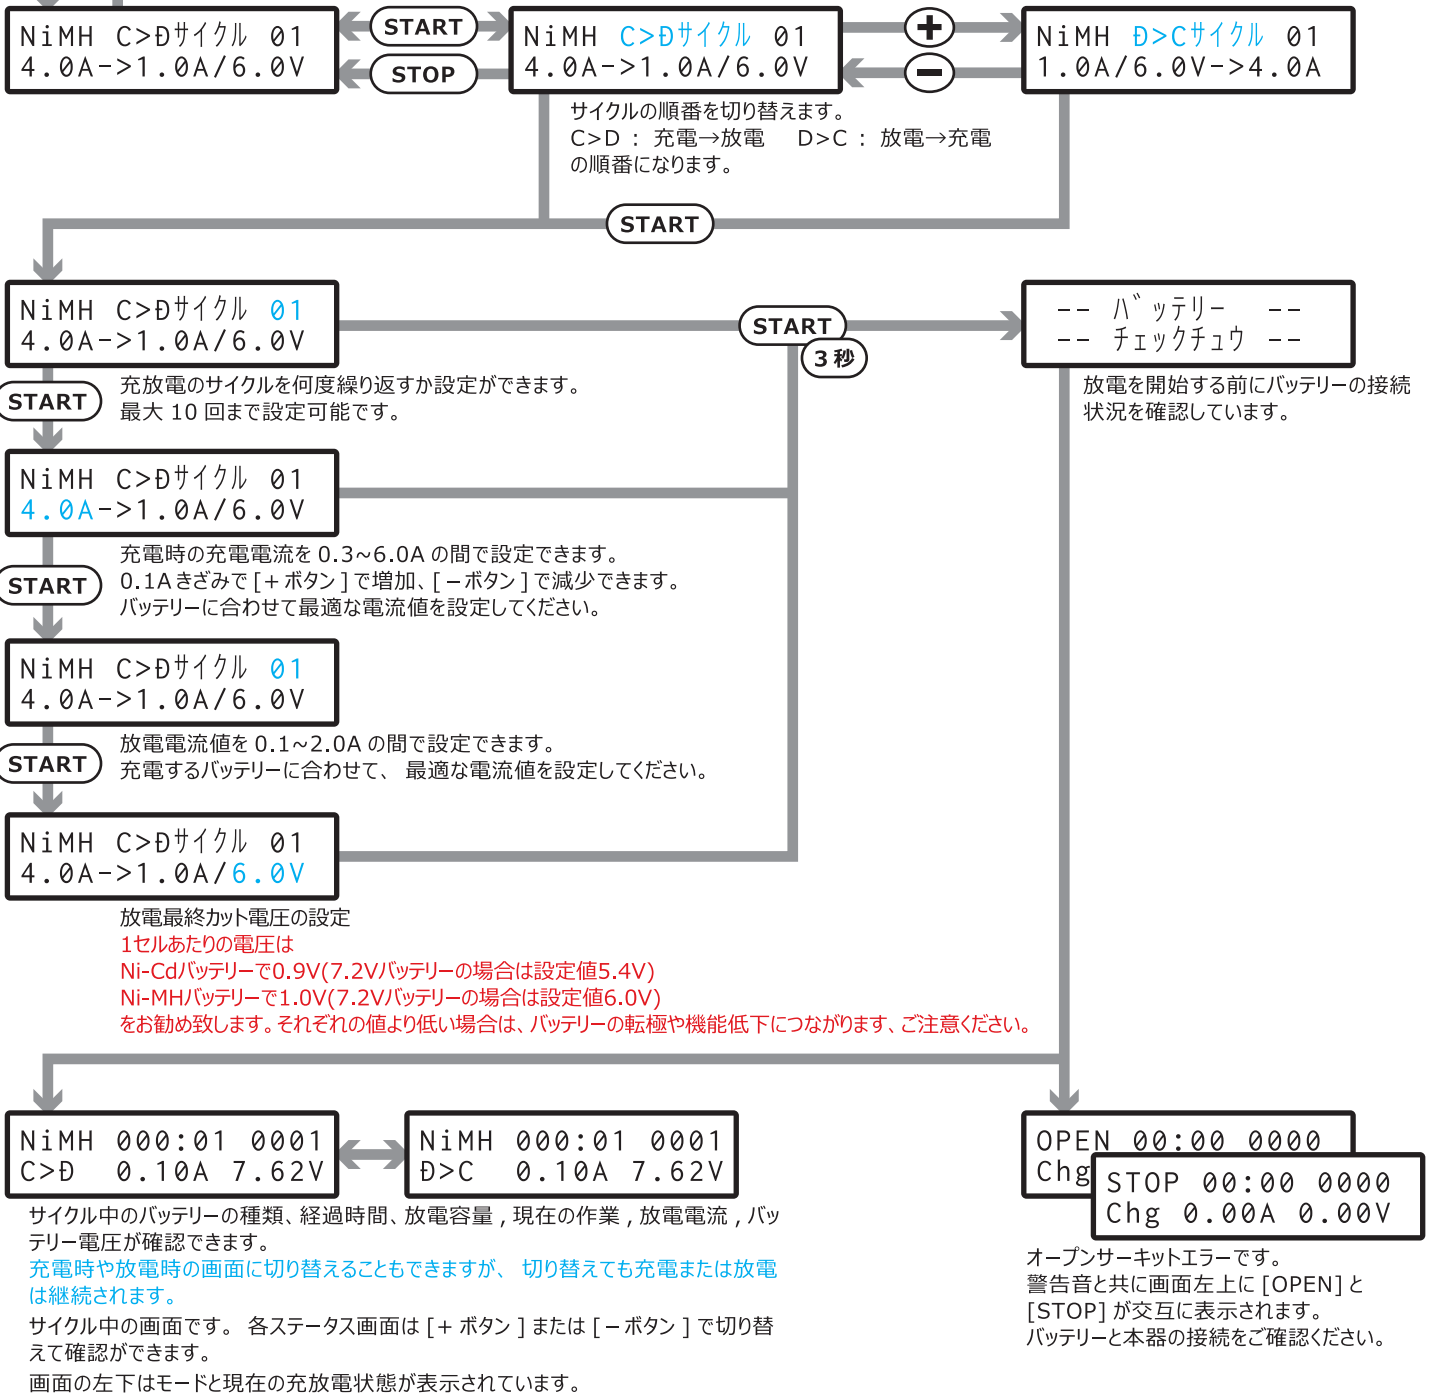 NiMH C>Ðサイクル 01
4.0A->1.0A/6.0V
START
STOP
NiMH C>Ðサイクル 01
4.0A->1.0A/6.0V
+
−
NiMH Ð>Cサイクル 01
1.0A/6.0V->4.0A
サイクルの順番を切り替えます。
C>D : 充電→放電 D>C : 放電→充電
の順番になります。
START
NiMH C>Ðサイクル 01
4.0A->1.0A/6.0V
START
3 秒
-- バッテリー --
-- チェックチュウ --
放電を開始する前にバッテリーの接続
状況を確認しています。
START
充放電のサイクルを何度繰り返すか設定ができます。
最大 10 回まで設定可能です。
NiMH C>Ðサイクル 01
4.0A->1.0A/6.0V
START
充電時の充電電流を 0.3~6.0A の間で設定できます。
0.1A きざみで [+ ボタン ] で増加、[ −ボタン ] で減少できます。
バッテリーに合わせて最適な電流値を設定してください。
NiMH C>Ðサイクル 01
4.0A->1.0A/6.0V
START
放電電流値を 0.1~2.0A の間で設定できます。
充電するバッテリーに合わせて、 最適な電流値を設定してください。
NiMH C>Ðサイクル 01
4.0A->1.0A/6.0V
放電最終カット電圧の設定
1セルあたりの電圧は
Ni-Cdバッテリーで0.9V(7.2Vバッテリーの場合は設定値5.4V)
Ni-MHバッテリーで1.0V(7.2Vバッテリーの場合は設定値6.0V)
をお勧め致します。それぞれの値より低い場合は、バッテリーの転極や機能低下につながります、ご注意ください。
NiMH 000:01 0001
C>Ð 0.10A 7.62V
NiMH 000:01 0001
Ð>C 0.10A 7.62V
サイクル中のバッテリーの種類、経過時間、放電容量 , 現在の作業 , 放電電流 , バッ
テリー電圧が確認できます。
充電時や放電時の画面に切り替えることもできますが、 切り替えても充電または放電
は継続されます。
サイクル中の画面です。 各ステータス画面は [+ ボタン ] または [ −ボタン ] で切り替
えて確認ができます。
画面の左下はモードと現在の充放電状態が表示されています。
OPEN 00:00 0000
Chg
STOP 00:00 0000
Chg 0.00A 0.00V
オープンサーキットエラーです。
警告音と共に画面左上に [OPEN] と
[STOP] が交互に表示されます。
バッテリーと本器の接続をご確認ください。